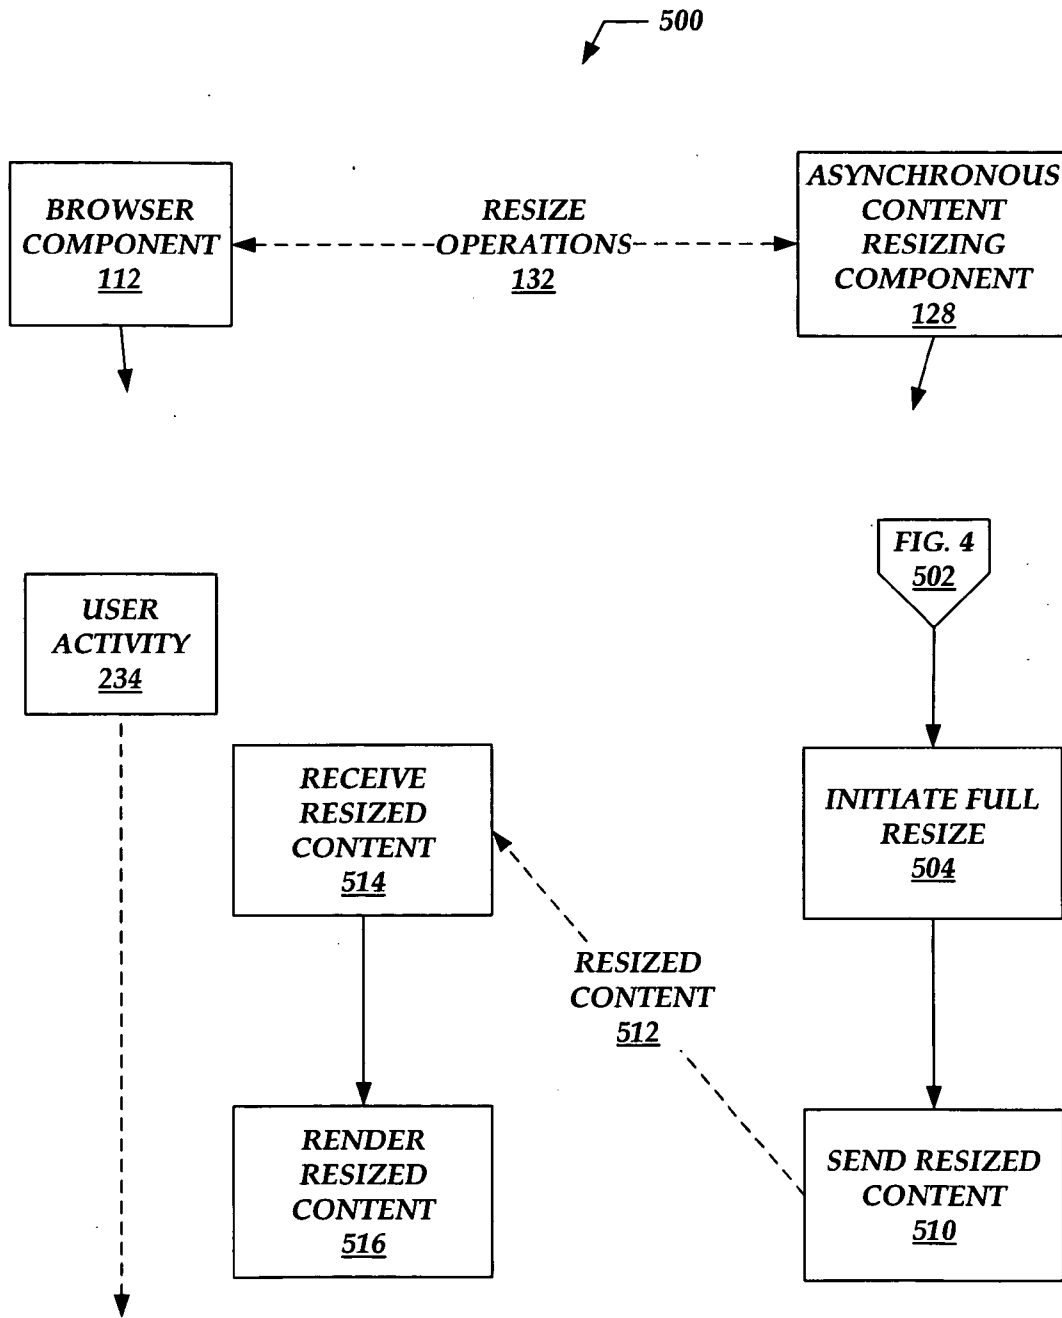 500
BROWSER
COMPONENT
112
RESIZE
OPERATIONS
132
ASYNCHRONOUS
CONTENT
RESIZING
COMPONENT
128
FIG. 4
502
USER
ACTIVITY
234
RECEIVE
RESIZED
CONTENT
514
INITIATE FULL
RESIZE
504
RESIZED
CONTENT
512
RENDER
RESIZED
CONTENT
516
SEND RESIZED
CONTENT
510